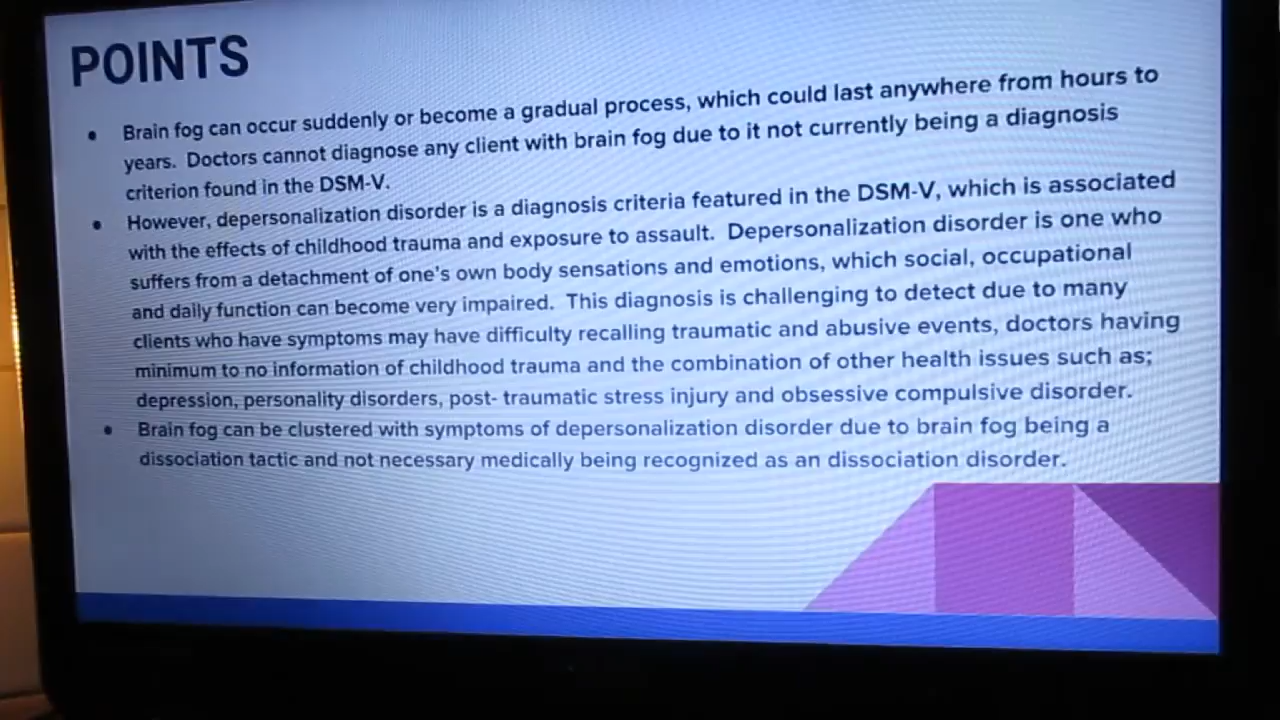 POINTS
• Brain fog can occur suddenly or become a gradual process, which could last anywhere from hours to
years. Doctors cannot diagnose any client with brain fog due to it not currently being a diagnosis
criterion found in the DSM-V.
• However, depersonalization disorder is a diagnosis criteria featured in the DSM-V, which is associated
with the effects of childhood trauma and exposure to assault. Depersonalization disorder is one who
suffers from a detachment of one's own body sensations and emotions, which social, occupational
and daily function can become very impaired. This diagnosis is challenging to detect due to many
clients who have symptoms may have difficulty recalling traumatic and abusive events, doctors having
minimum to no information of childhood trauma and the combination of other health issues such as;
depression, personality disorders, post- traumatic stress injury and obsessive compulsive disorder.
• Brain fog can be clustered with symptoms of depersonalization disorder due to brain fog being a
dissociation tactic and not necessary medically being recognized as an dissociation disorder.